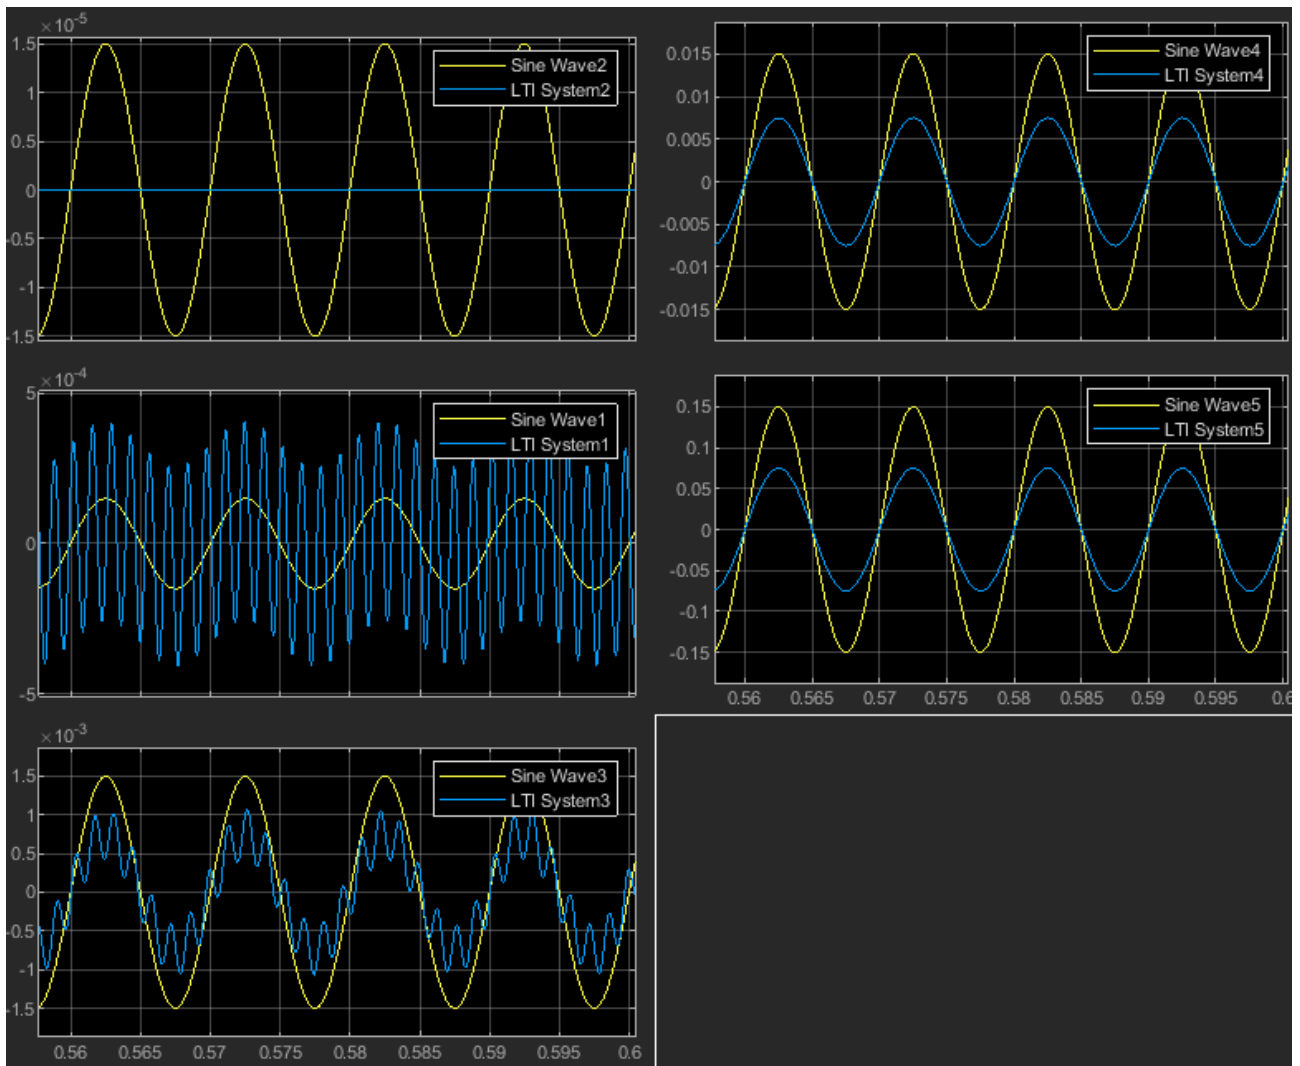 ×10⁻⁵
1.5
1
0.5
0
-0.5
-1
-1.5
Sine Wave2
LTI System2
0.015
0.01
0.005
0
-0.005
-0.01
-0.015
Sine Wave4
LTI System4
×10⁻⁴
5
0
-5
Sine Wave1
LTI System1
0.15
0.1
0.05
0
-0.05
-0.1
-0.15
Sine Wave5
LTI System5
0.56 0.565 0.57 0.575 0.58 0.585 0.59 0.595 0.6
×10⁻³
1.5
1
0.5
0
-0.5
-1
-1.5
Sine Wave3
LTI System3
0.56 0.565 0.57 0.575 0.58 0.585 0.59 0.595 0.6